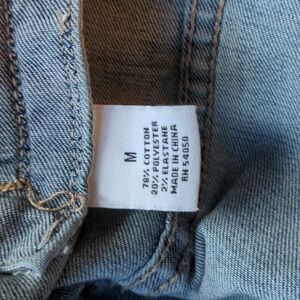 M
78% COTTON
20% POLYESTER
2% ELASTANE
MADE IN CHINA
RN 54050